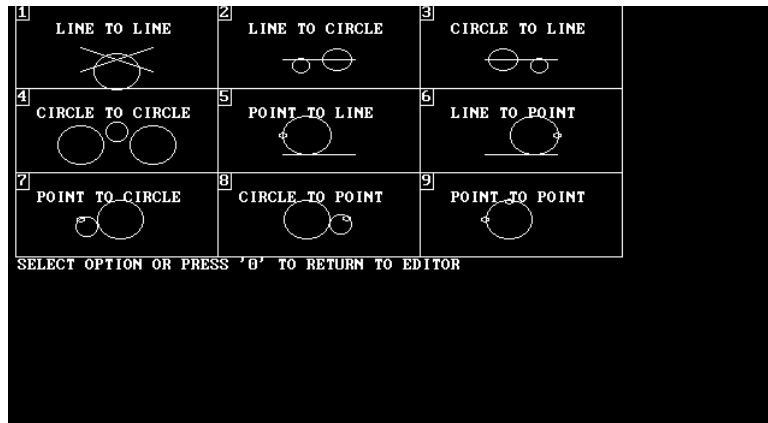 1
LINE TO LINE
2
LINE TO CIRCLE
3
CIRCLE TO LINE
4
CIRCLE TO CIRCLE
5
POINT TO LINE
6
LINE TO POINT
7
POINT TO CIRCLE
8
CIRCLE TO POINT
9
POINT TO POINT
SELECT OPTION OR PRESS '0' TO RETURN TO EDITOR